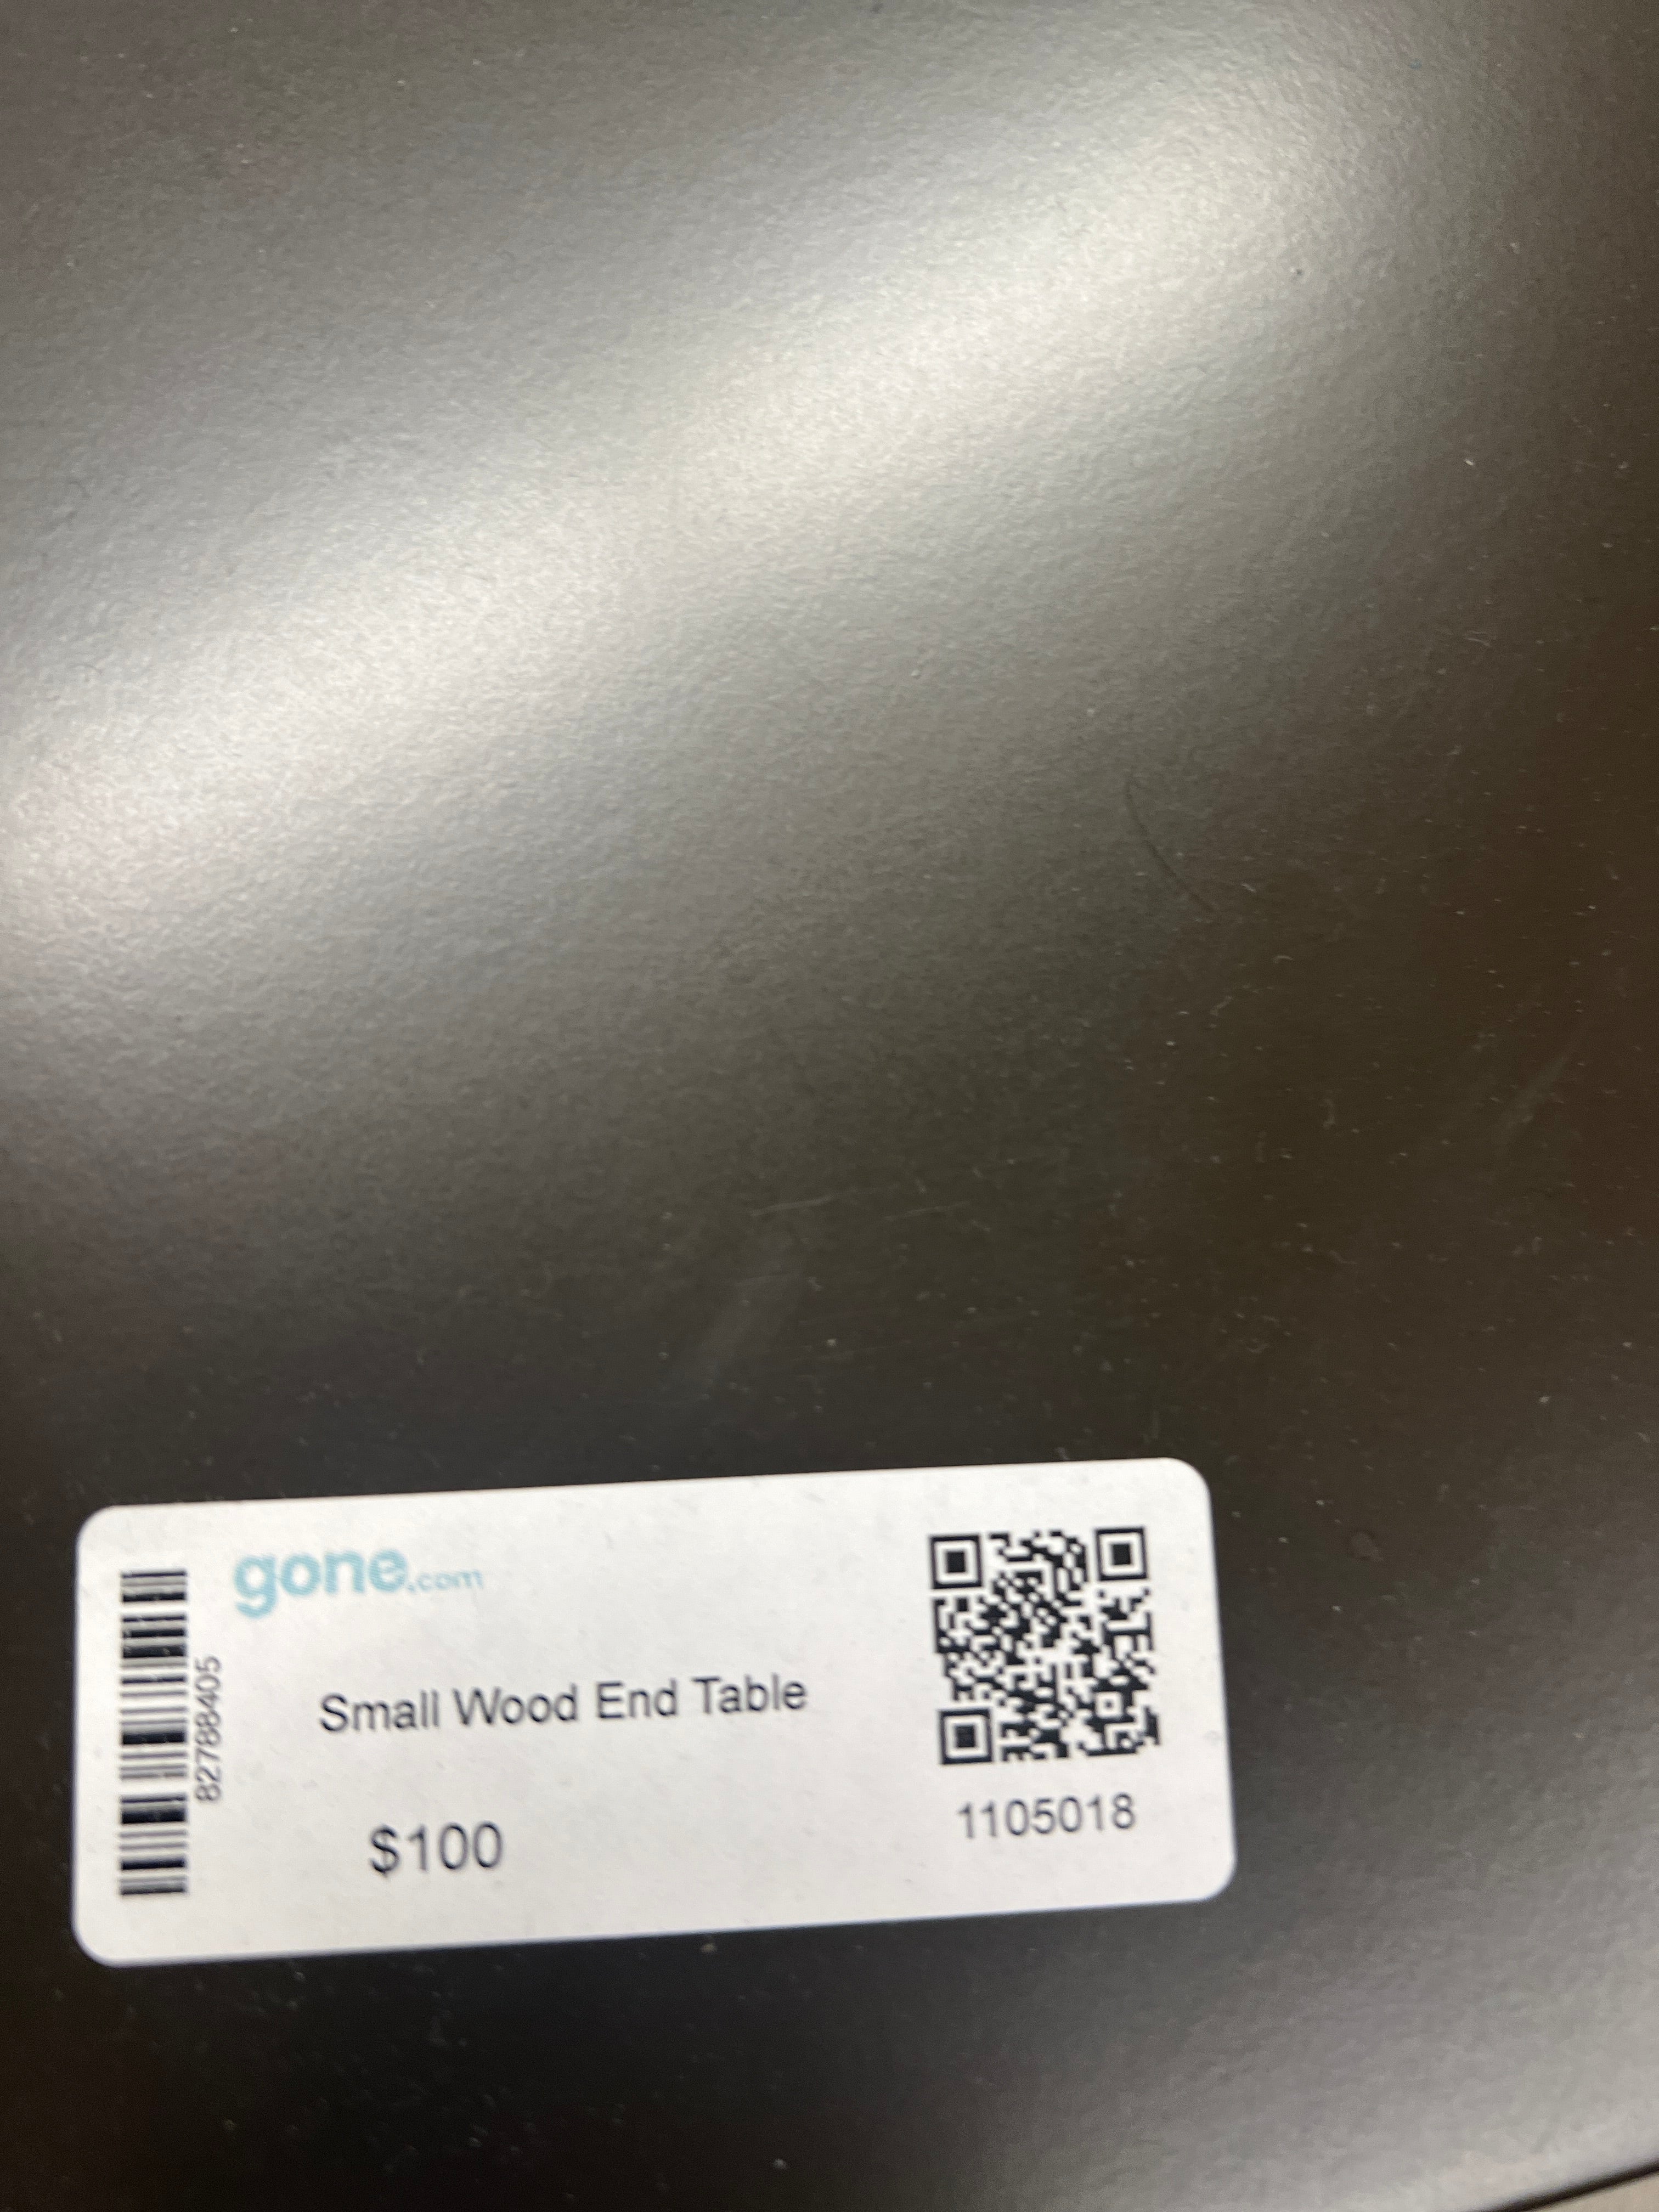 gone.com
Small Wood End Table
$100
1105018
82788405